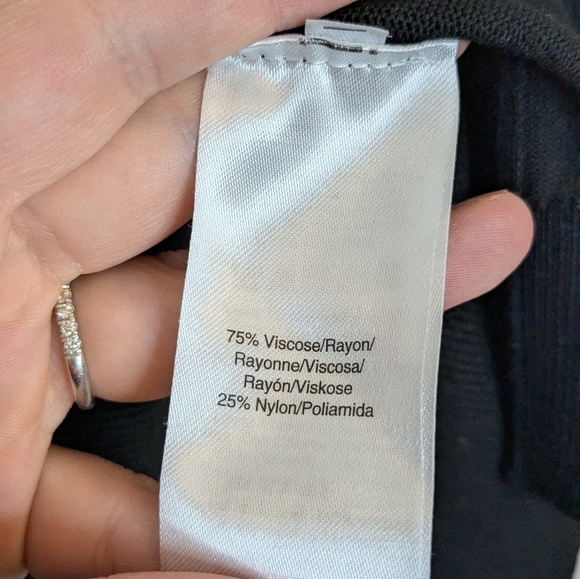 75% Viscose/Rayon/
Rayonne/Viscosa/
Rayón/Viskose
25% Nylon/Poliamida